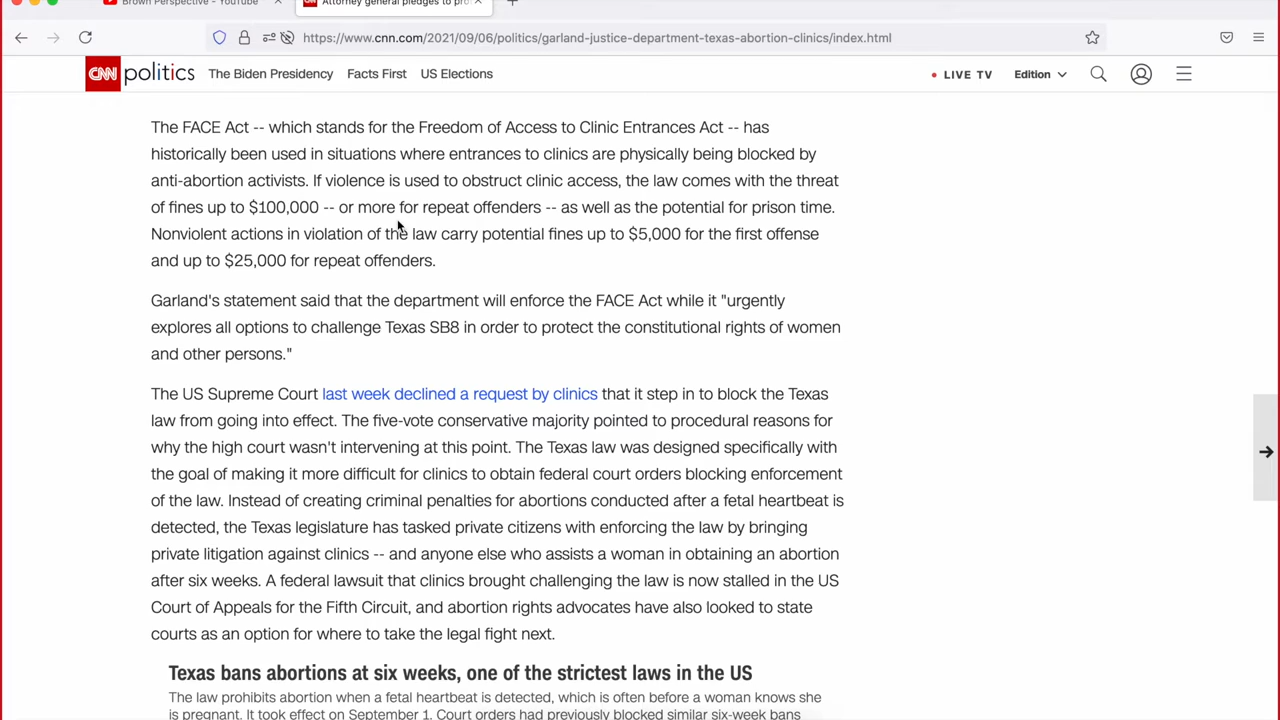 Brown Perspective - YouTube
Attorney general pledges to pro
https://www.cnn.com/2021/09/06/politics/garland-justice-department-texas-abortion-clinics/index.html
CNN politics The Biden Presidency Facts First US Elections LIVE TV Edition
The FACE Act -- which stands for the Freedom of Access to Clinic Entrances Act -- has
historically been used in situations where entrances to clinics are physically being blocked by
anti-abortion activists. If violence is used to obstruct clinic access, the law comes with the threat
of fines up to $100,000 -- or more for repeat offenders -- as well as the potential for prison time.
Nonviolent actions in violation of the law carry potential fines up to $5,000 for the first offense
and up to $25,000 for repeat offenders.
Garland's statement said that the department will enforce the FACE Act while it "urgently
explores all options to challenge Texas SB8 in order to protect the constitutional rights of women
and other persons."
The US Supreme Court last week declined a request by clinics that it step in to block the Texas
law from going into effect. The five-vote conservative majority pointed to procedural reasons for
why the high court wasn't intervening at this point. The Texas law was designed specifically with
the goal of making it more difficult for clinics to obtain federal court orders blocking enforcement
of the law. Instead of creating criminal penalties for abortions conducted after a fetal heartbeat is
detected, the Texas legislature has tasked private citizens with enforcing the law by bringing
private litigation against clinics -- and anyone else who assists a woman in obtaining an abortion
after six weeks. A federal lawsuit that clinics brought challenging the law is now stalled in the US
Court of Appeals for the Fifth Circuit, and abortion rights advocates have also looked to state
courts as an option for where to take the legal fight next.
Texas bans abortions at six weeks, one of the strictest laws in the US
The law prohibits abortion when a fetal heartbeat is detected, which is often before a woman knows she
is pregnant. It took effect on September 1. Court orders had previously blocked similar six-week bans